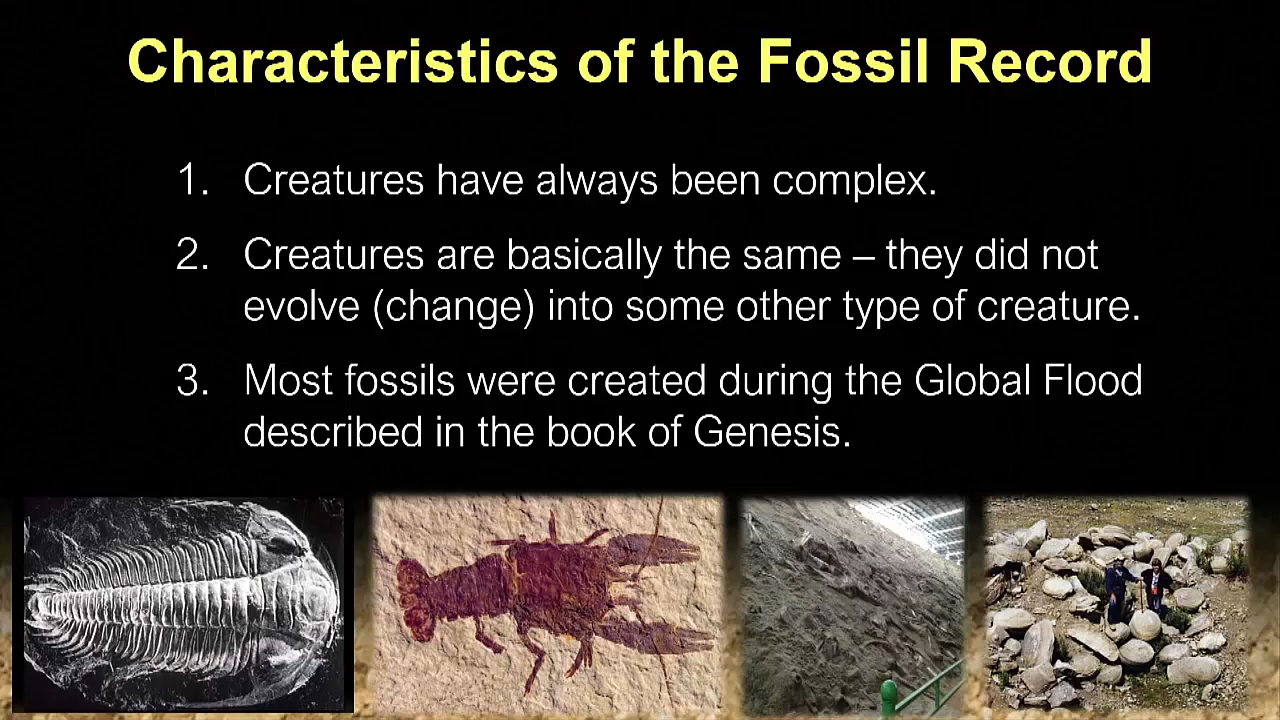 Characteristics of the Fossil Record
1. Creatures have always been complex.
2. Creatures are basically the same – they did not
evolve (change) into some other type of creature.
3. Most fossils were created during the Global Flood
described in the book of Genesis.